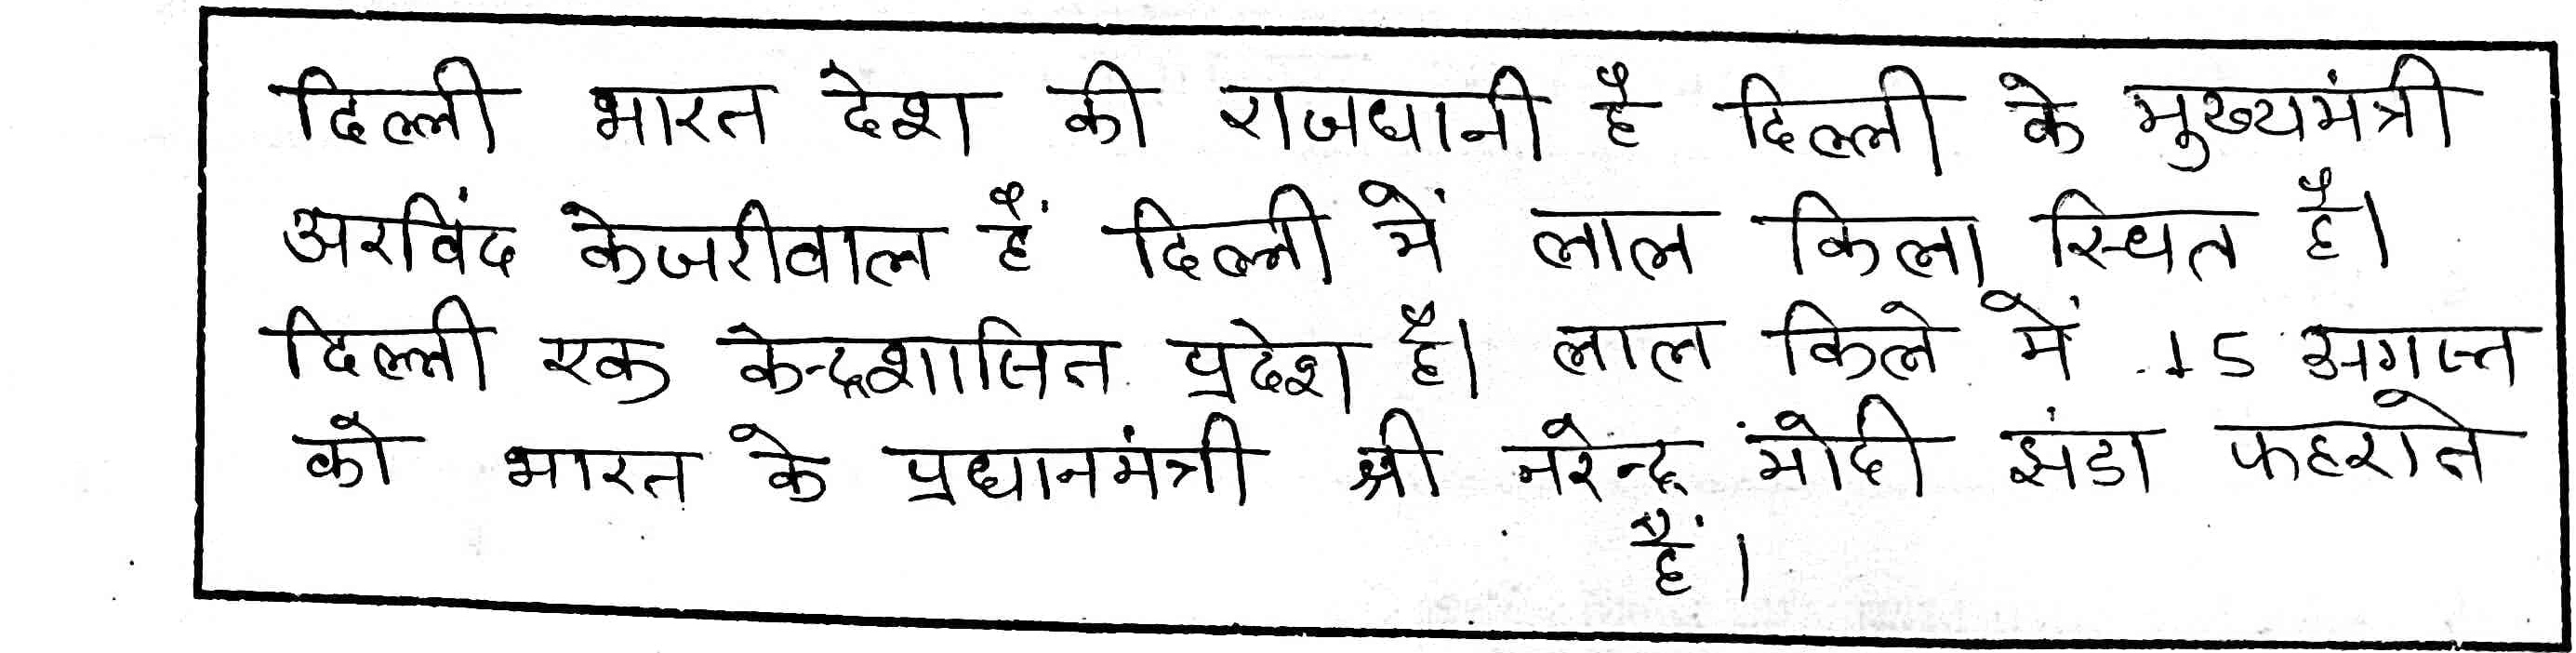 दिल्ली भारत देश की राजधानी है दिल्ली के मुख्यमंत्री
अरविंद केजरीवाल हैं दिल्ली में लाल किला स्थित है।
दिल्ली एक केन्द्रशासित प्रदेश है। लाल किले में 15 अगस्त
को भारत के प्रधानमंत्री श्री नरेन्द्र मोदी झंडा फहराते
हैं।